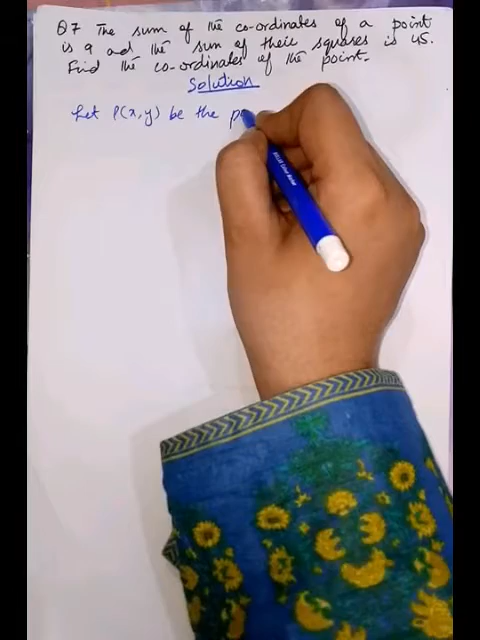 Q7 The sum of the co-ordinates of a point
is 9 and the sum of their squares is 45.
Find the co-ordinates of the point.
Solution
Let P(x,y) be the